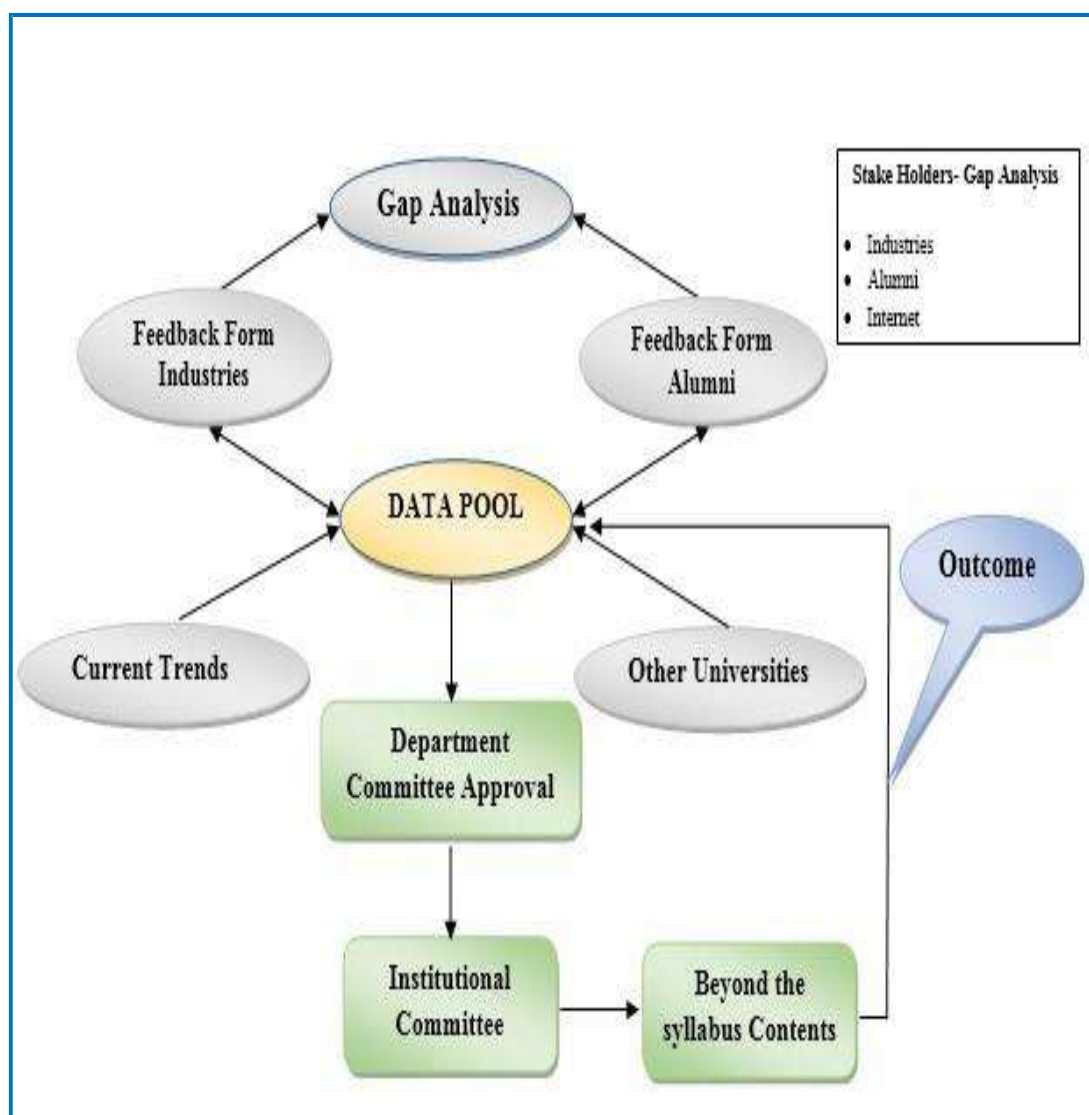 Gap Analysis
Stake Holders- Gap Analysis
• Industries
• Alumni
• Internet
Feedback Form
Industries
Feedback Form
Alumni
DATA POOL
Outcome
Current Trends
Other Universities
Department
Committee Approval
Institutional
Committee
Beyond the
syllabus Contents